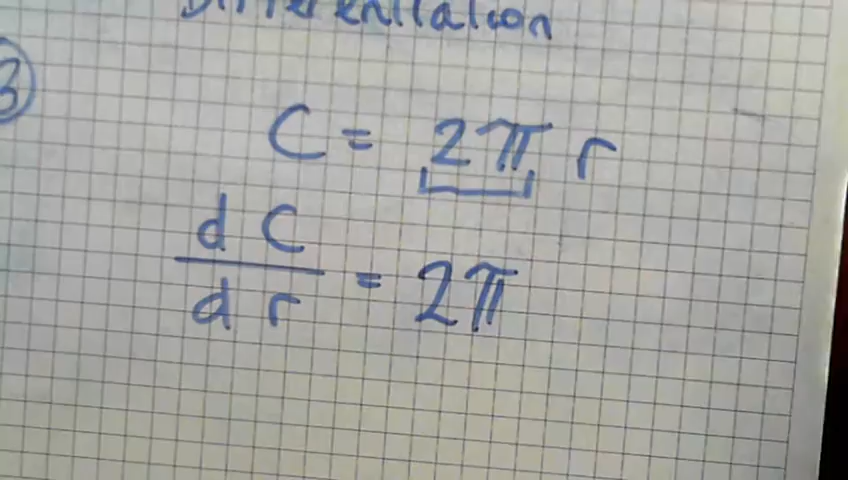 Differentiation
3
C = 2π r
dC/dr = 2π